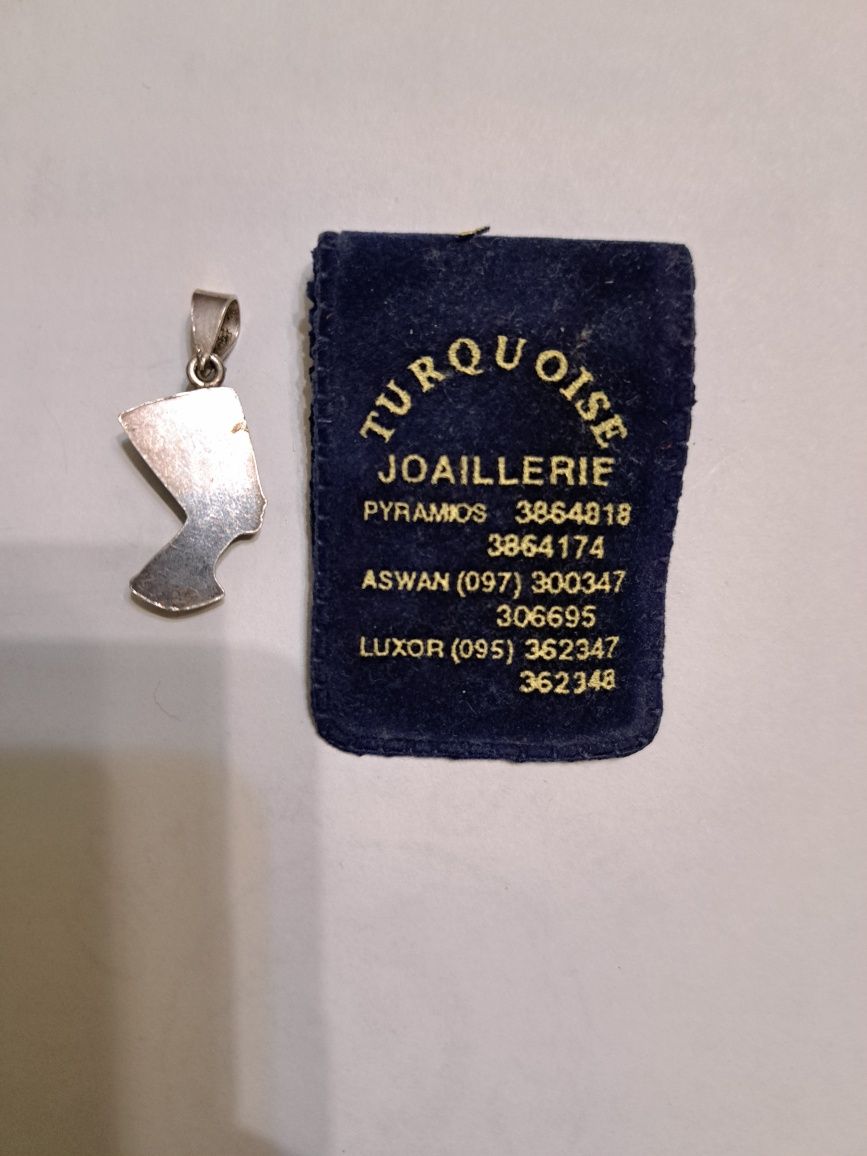 TURQUOISE
JOAILLERIE
PYRAMIDS 3864818
3864174
ASWAN (097) 300347
306695
LUXOR (095) 362347
362348